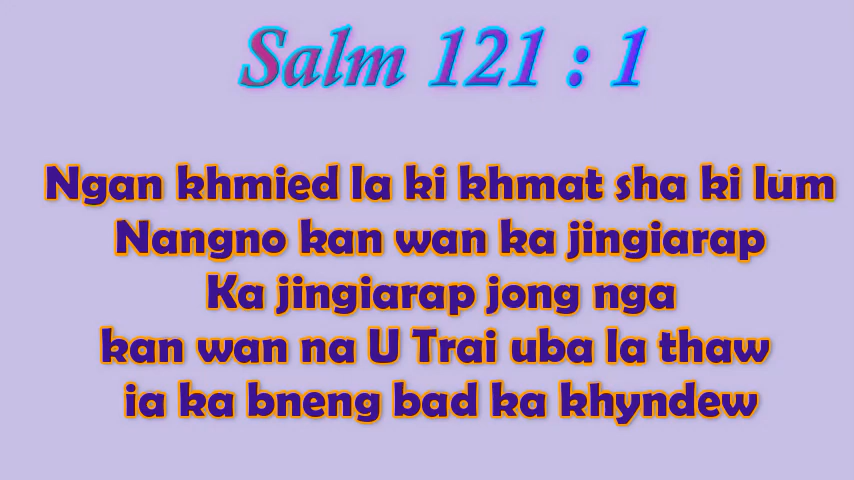 Salm 121 : 1
Ngan khmied la ki khmat sha ki lum
Nangno kan wan ka jingiarap
Ka jingiarap jong nga
kan wan na U Trai uba la thaw
ia ka bneng bad ka khyndew